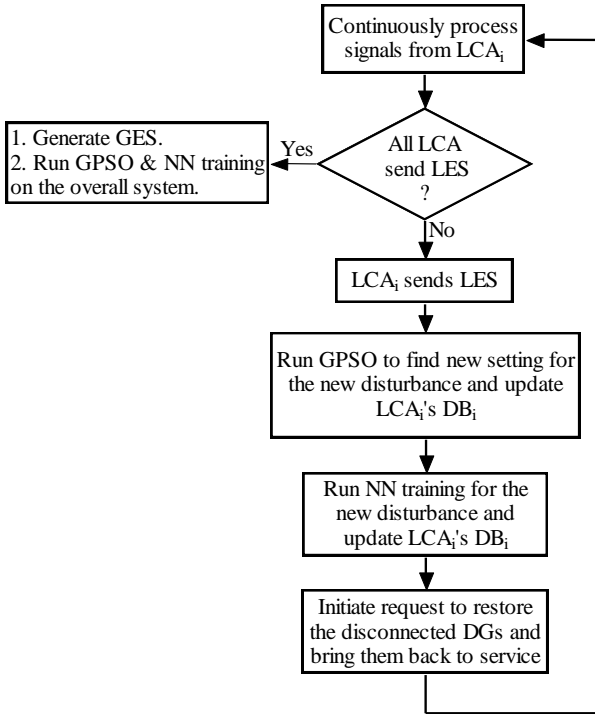 Continuously process
signals from LCAi
All LCA
send LES
?
Yes
1. Generate GES.
2. Run GPSO & NN training
on the overall system.
No
LCAi sends LES
Run GPSO to find new setting for
the new disturbance and update
LCAi's DBi
Run NN training for the
new disturbance and
update LCAi's DBi
Initiate request to restore
the disconnected DGs and
bring them back to service